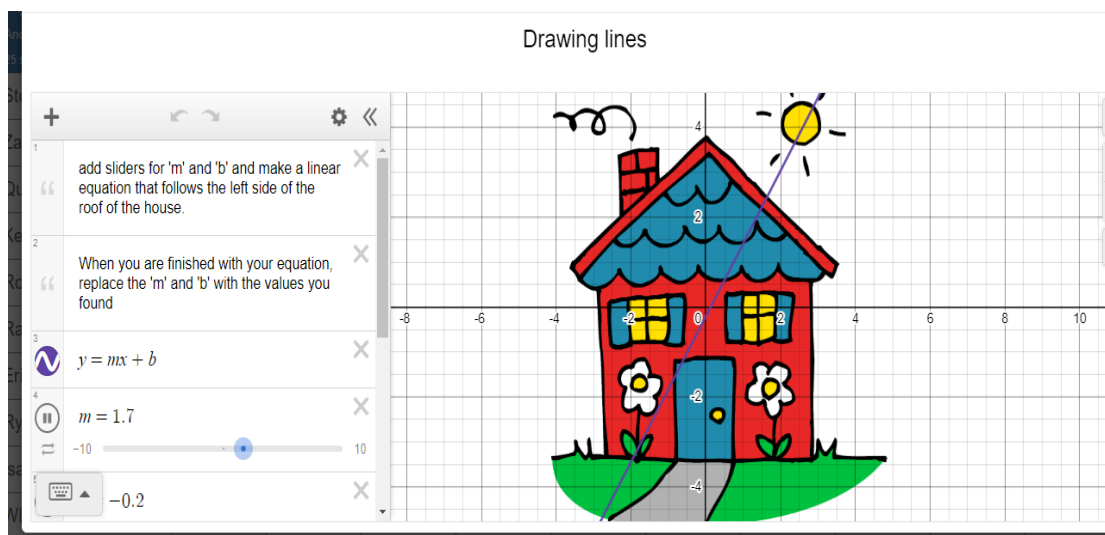 Drawing lines
1
add sliders for 'm' and 'b' and make a linear
equation that follows the left side of the
roof of the house.
2
When you are finished with your equation,
replace the 'm' and 'b' with the values you
found
3
y = mx + b
4
m = 1.7
-10 10
-0.2
4
2
-8 -6 -4 -2 0 2 4 6 8 10
-2
-4